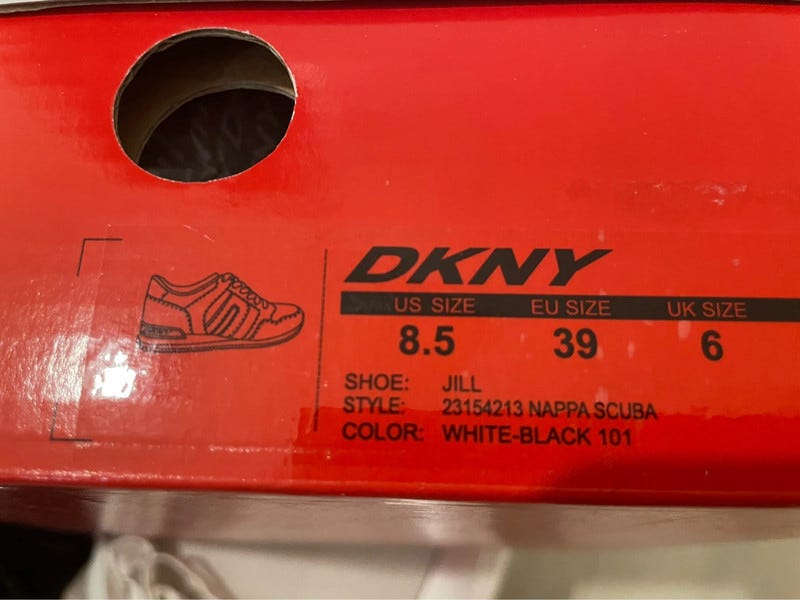 DKNY
US SIZE EU SIZE UK SIZE
8.5 39 6
SHOE: JILL
STYLE: 23154213 NAPPA SCUBA
COLOR: WHITE-BLACK 101